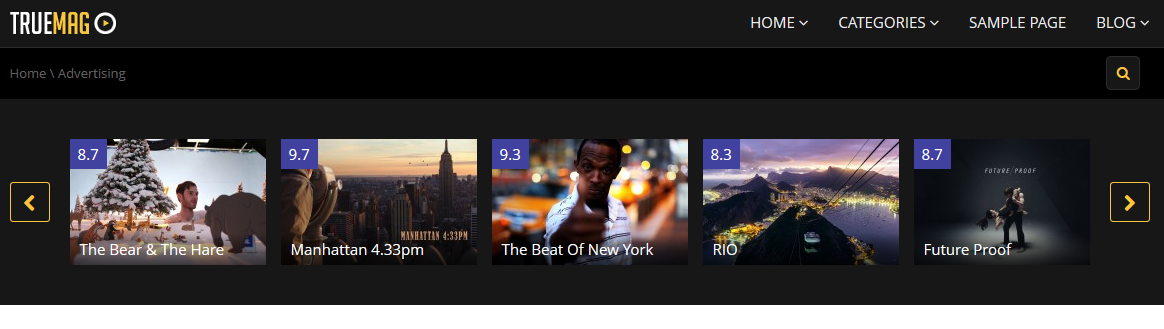 TRUEMAG
HOME
CATEGORIES
SAMPLE PAGE
BLOG
Home \ Advertising
8.7
The Bear & The Hare
9.7
MANHATTAN 4:33PM
Manhattan 4.33pm
9.3
The Beat Of New York
8.3
RIO
8.7
FUTURE PROOF
Future Proof